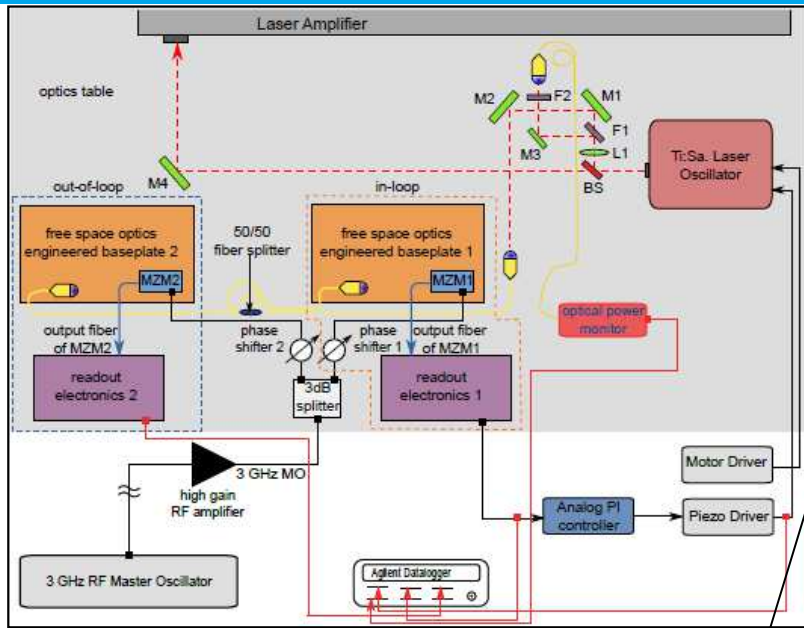 Laser Amplifier
optics table
F2
M2
M1
F1
M3
L1
BS
Ti:Sa. Laser
Oscillator
M4
out-of-loop
in-loop
free space optics
engineered baseplate 2
50/50
fiber splitter
free space optics
engineered baseplate 1
MZM2
MZM1
optical power
monitor
output fiber
of MZM2
phase
shifter 2
phase
shifter 1
output fiber
of MZM1
readout
electronics 2
3dB
splitter
readout
electronics 1
3 GHz MO
high gain
RF amplifier
Motor Driver
Analog PI
controller
Piezo Driver
3 GHz RF Master Oscillator
Agilent Datalogger